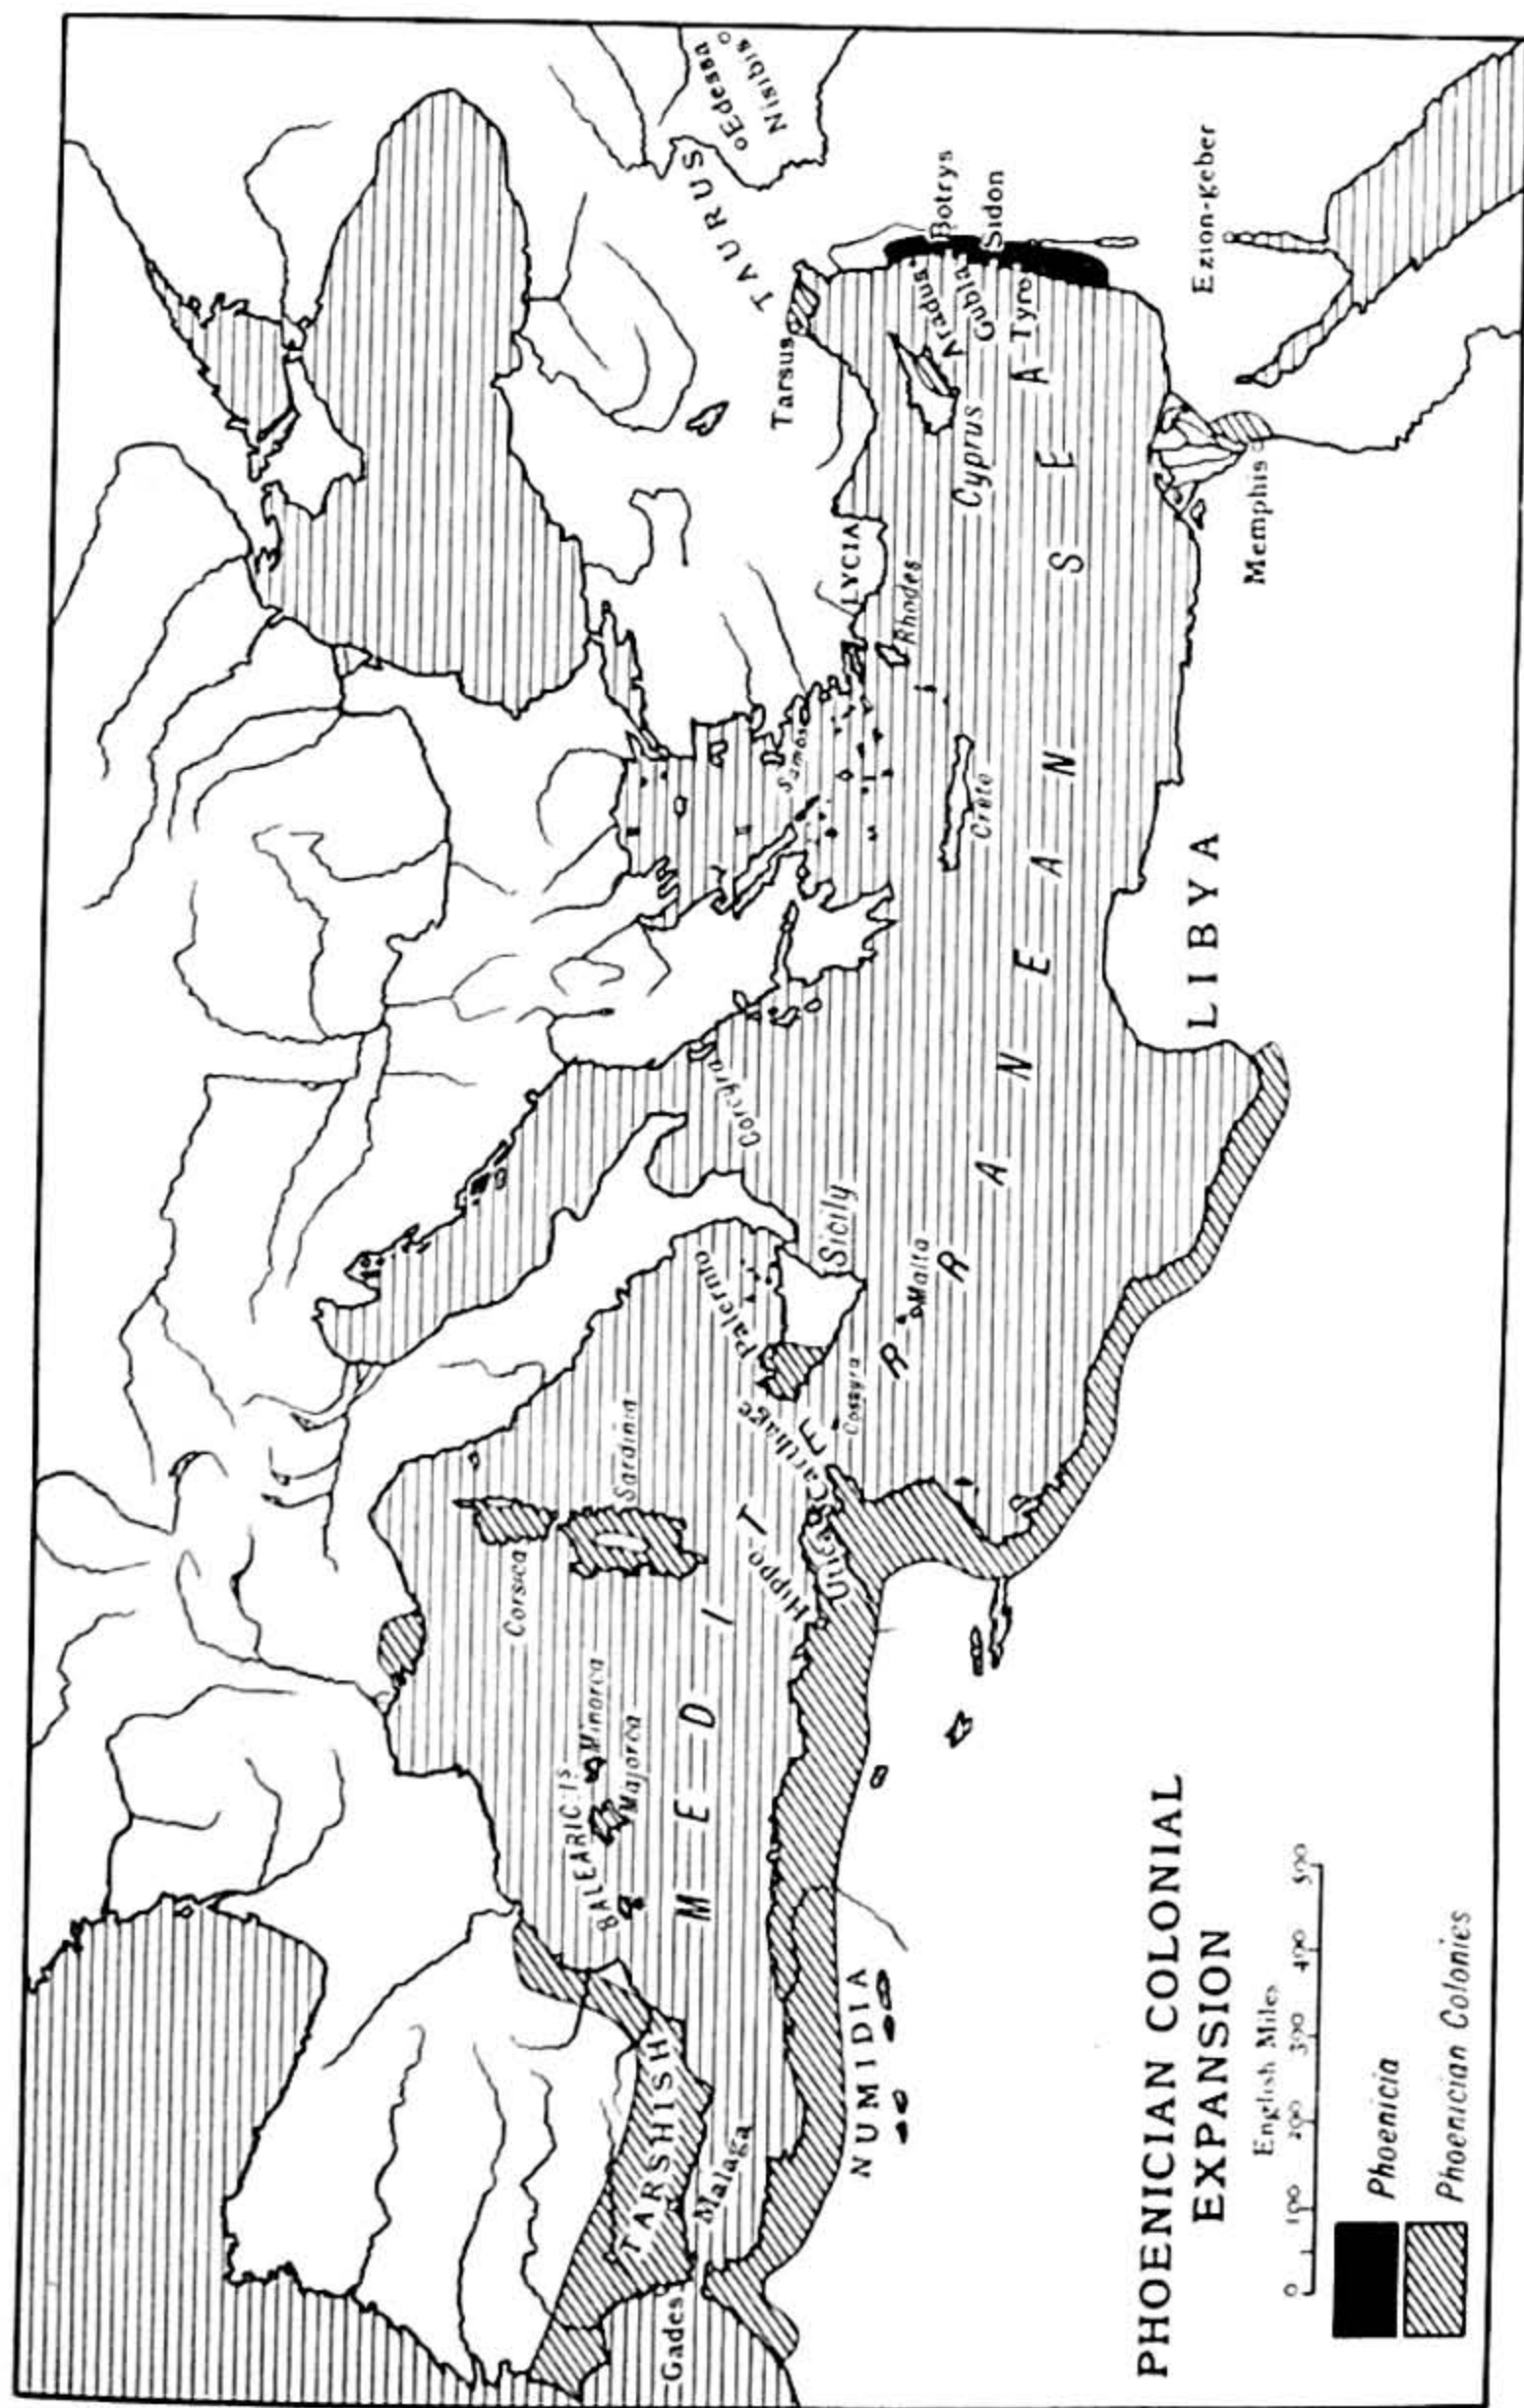 TAURUS
oEdessa
Nisibis o
Tarsus
LYCIA
Rhodes
Cyprus
Aradus
Botrys
Gubla
Sidon
Tyre
Ezion-geber
Memphis
Samos
Crete
LIBYA
Corcyra
Sicily
Malta
Palermo
Cossyra
Carthage
Utica
Hippo
Sardinia
Corsica
BALEARIC Is
Minorca
Majorca
MEDITERRANEAN SEA
TARSHISH
Malaga
Gades
NUMIDIA
PHOENICIAN COLONIAL
EXPANSION
English Miles
0 100 200 300 400 500
Phoenicia
Phoenician Colonies